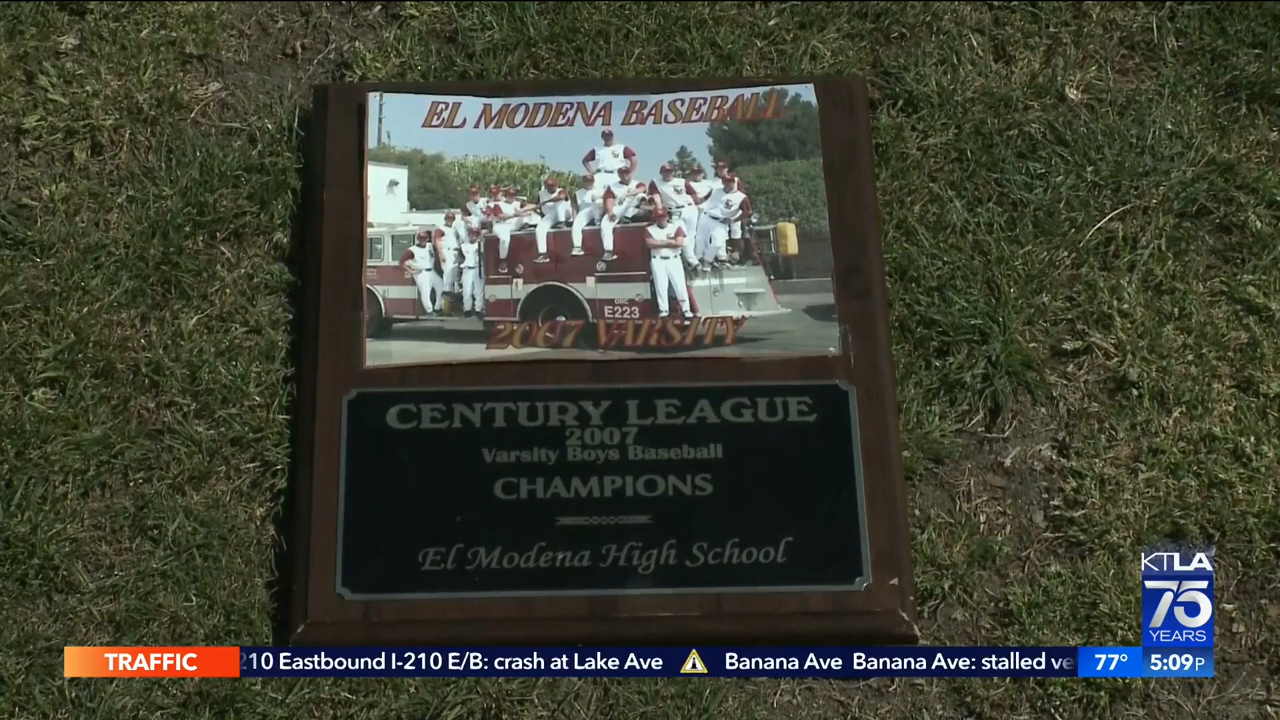 EL MODENA BASEBALL
ORC
E223
2007 VARSITY
CENTURY LEAGUE
2007
Varsity Boys Baseball
CHAMPIONS
El Modena High School
KTLA
75
YEARS
TRAFFIC
210 Eastbound I-210 E/B: crash at Lake Ave Banana Ave Banana Ave: stalled ve
77° 5:09P